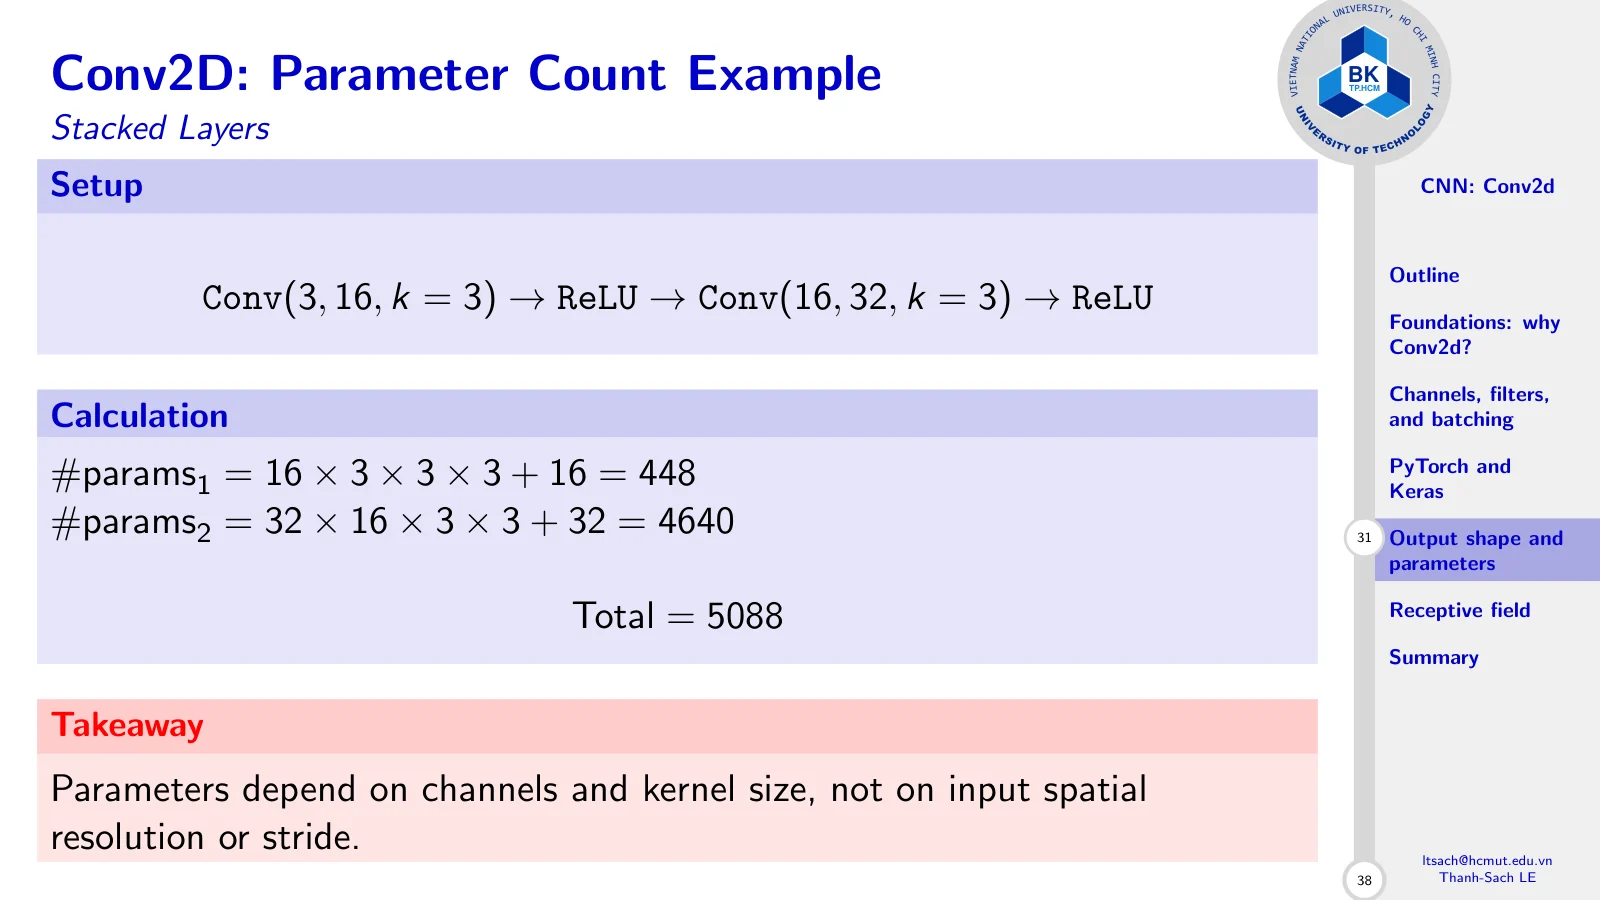 Conv2D: Parameter Count Example
Stacked Layers
Setup
Conv(3, 16, k = 3) → ReLU → Conv(16, 32, k = 3) → ReLU
Calculation
#params₁ = 16 × 3 × 3 × 3 + 16 = 448
#params₂ = 32 × 16 × 3 × 3 + 32 = 4640
Total = 5088
Takeaway
Parameters depend on channels and kernel size, not on input spatial
resolution or stride.
VIETNAM NATIONAL UNIVERSITY, HO CHI MINH CITY
BK
TP.HCM
UNIVERSITY OF TECHNOLOGY
CNN: Conv2d
Outline
Foundations: why
Conv2d?
Channels, filters,
and batching
PyTorch and
Keras
31
Output shape and
parameters
Receptive field
Summary
ltsach@hcmut.edu.vn
Thanh-Sach LE
38